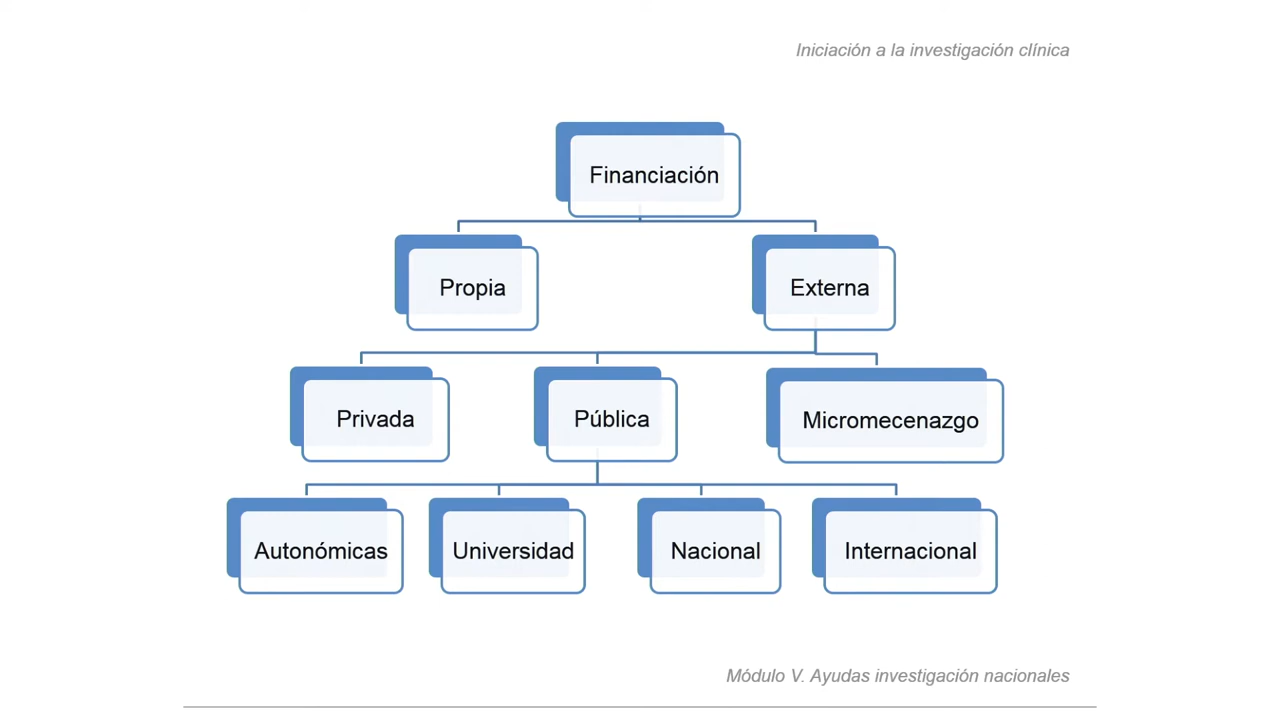 Iniciación a la investigación clínica
Financiación
Propia
Externa
Privada
Pública
Micromecenazgo
Autonómicas
Universidad
Nacional
Internacional
Módulo V. Ayudas investigación nacionales